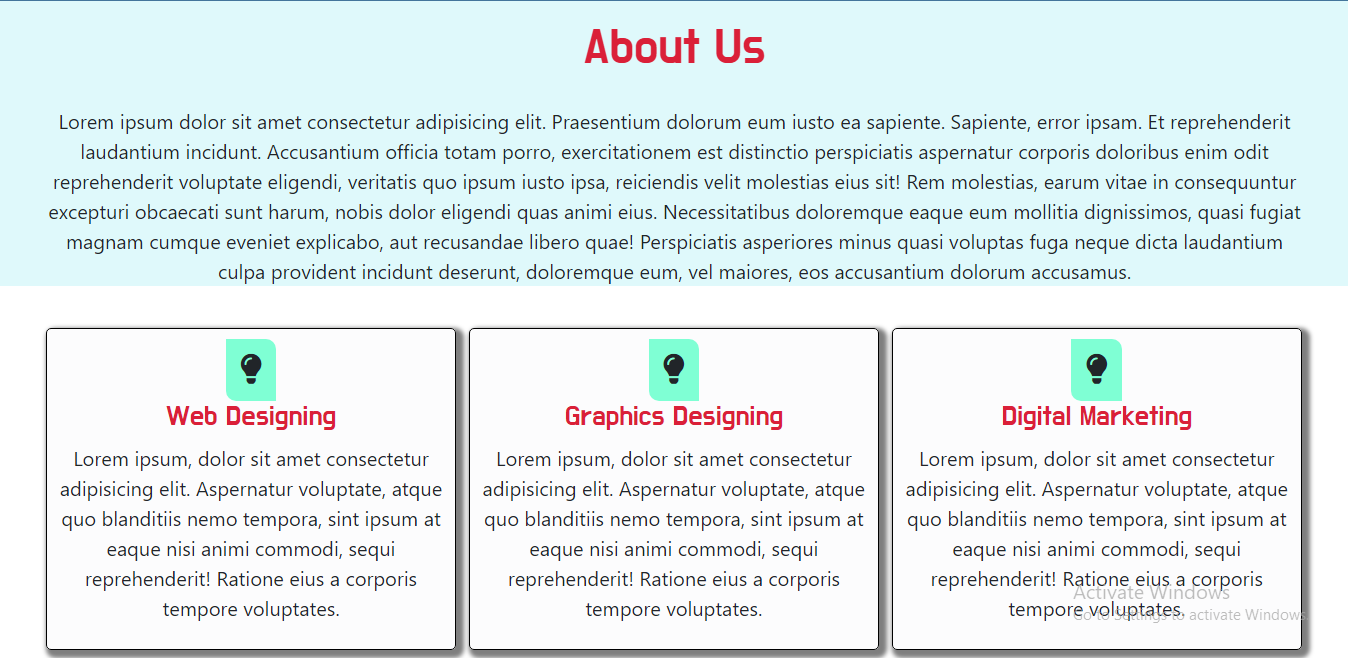 About Us
Lorem ipsum dolor sit amet consectetur adipisicing elit. Praesentium dolorum eum iusto ea sapiente. Sapiente, error ipsam. Et reprehenderit
laudantium incidunt. Accusantium officia totam porro, exercitationem est distinctio perspiciatis aspernatur corporis doloribus enim odit
reprehenderit voluptate eligendi, veritatis quo ipsum iusto ipsa, reiciendis velit molestias eius sit! Rem molestias, earum vitae in consequuntur
excepturi obcaecati sunt harum, nobis dolor eligendi quas animi eius. Necessitatibus doloremque eaque eum mollitia dignissimos, quasi fugiat
magnam cumque eveniet explicabo, aut recusandae libero quae! Perspiciatis asperiores minus quasi voluptas fuga neque dicta laudantium
culpa provident incidunt deserunt, doloremque eum, vel maiores, eos accusantium dolorum accusamus.
Web Designing
Lorem ipsum, dolor sit amet consectetur
adipisicing elit. Aspernatur voluptate, atque
quo blanditiis nemo tempora, sint ipsum at
eaque nisi animi commodi, sequi
reprehenderit! Ratione eius a corporis
tempore voluptates.
Graphics Designing
Lorem ipsum, dolor sit amet consectetur
adipisicing elit. Aspernatur voluptate, atque
quo blanditiis nemo tempora, sint ipsum at
eaque nisi animi commodi, sequi
reprehenderit! Ratione eius a corporis
tempore voluptates.
Digital Marketing
Lorem ipsum, dolor sit amet consectetur
adipisicing elit. Aspernatur voluptate, atque
quo blanditiis nemo tempora, sint ipsum at
eaque nisi animi commodi, sequi
reprehenderit! Ratione eius a corporis
tempore voluptates.
Activate Windows
Go to Settings to activate Windows.